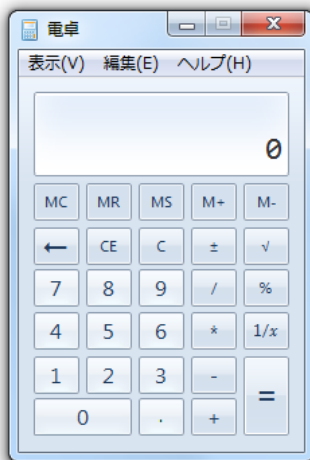 電卓
表示(V) 編集(E) ヘルプ(H)
0
MC MR MS M+ M-
← CE C ± √
7 8 9 / %
4 5 6 * 1/x
1 2 3 - =
0 . +